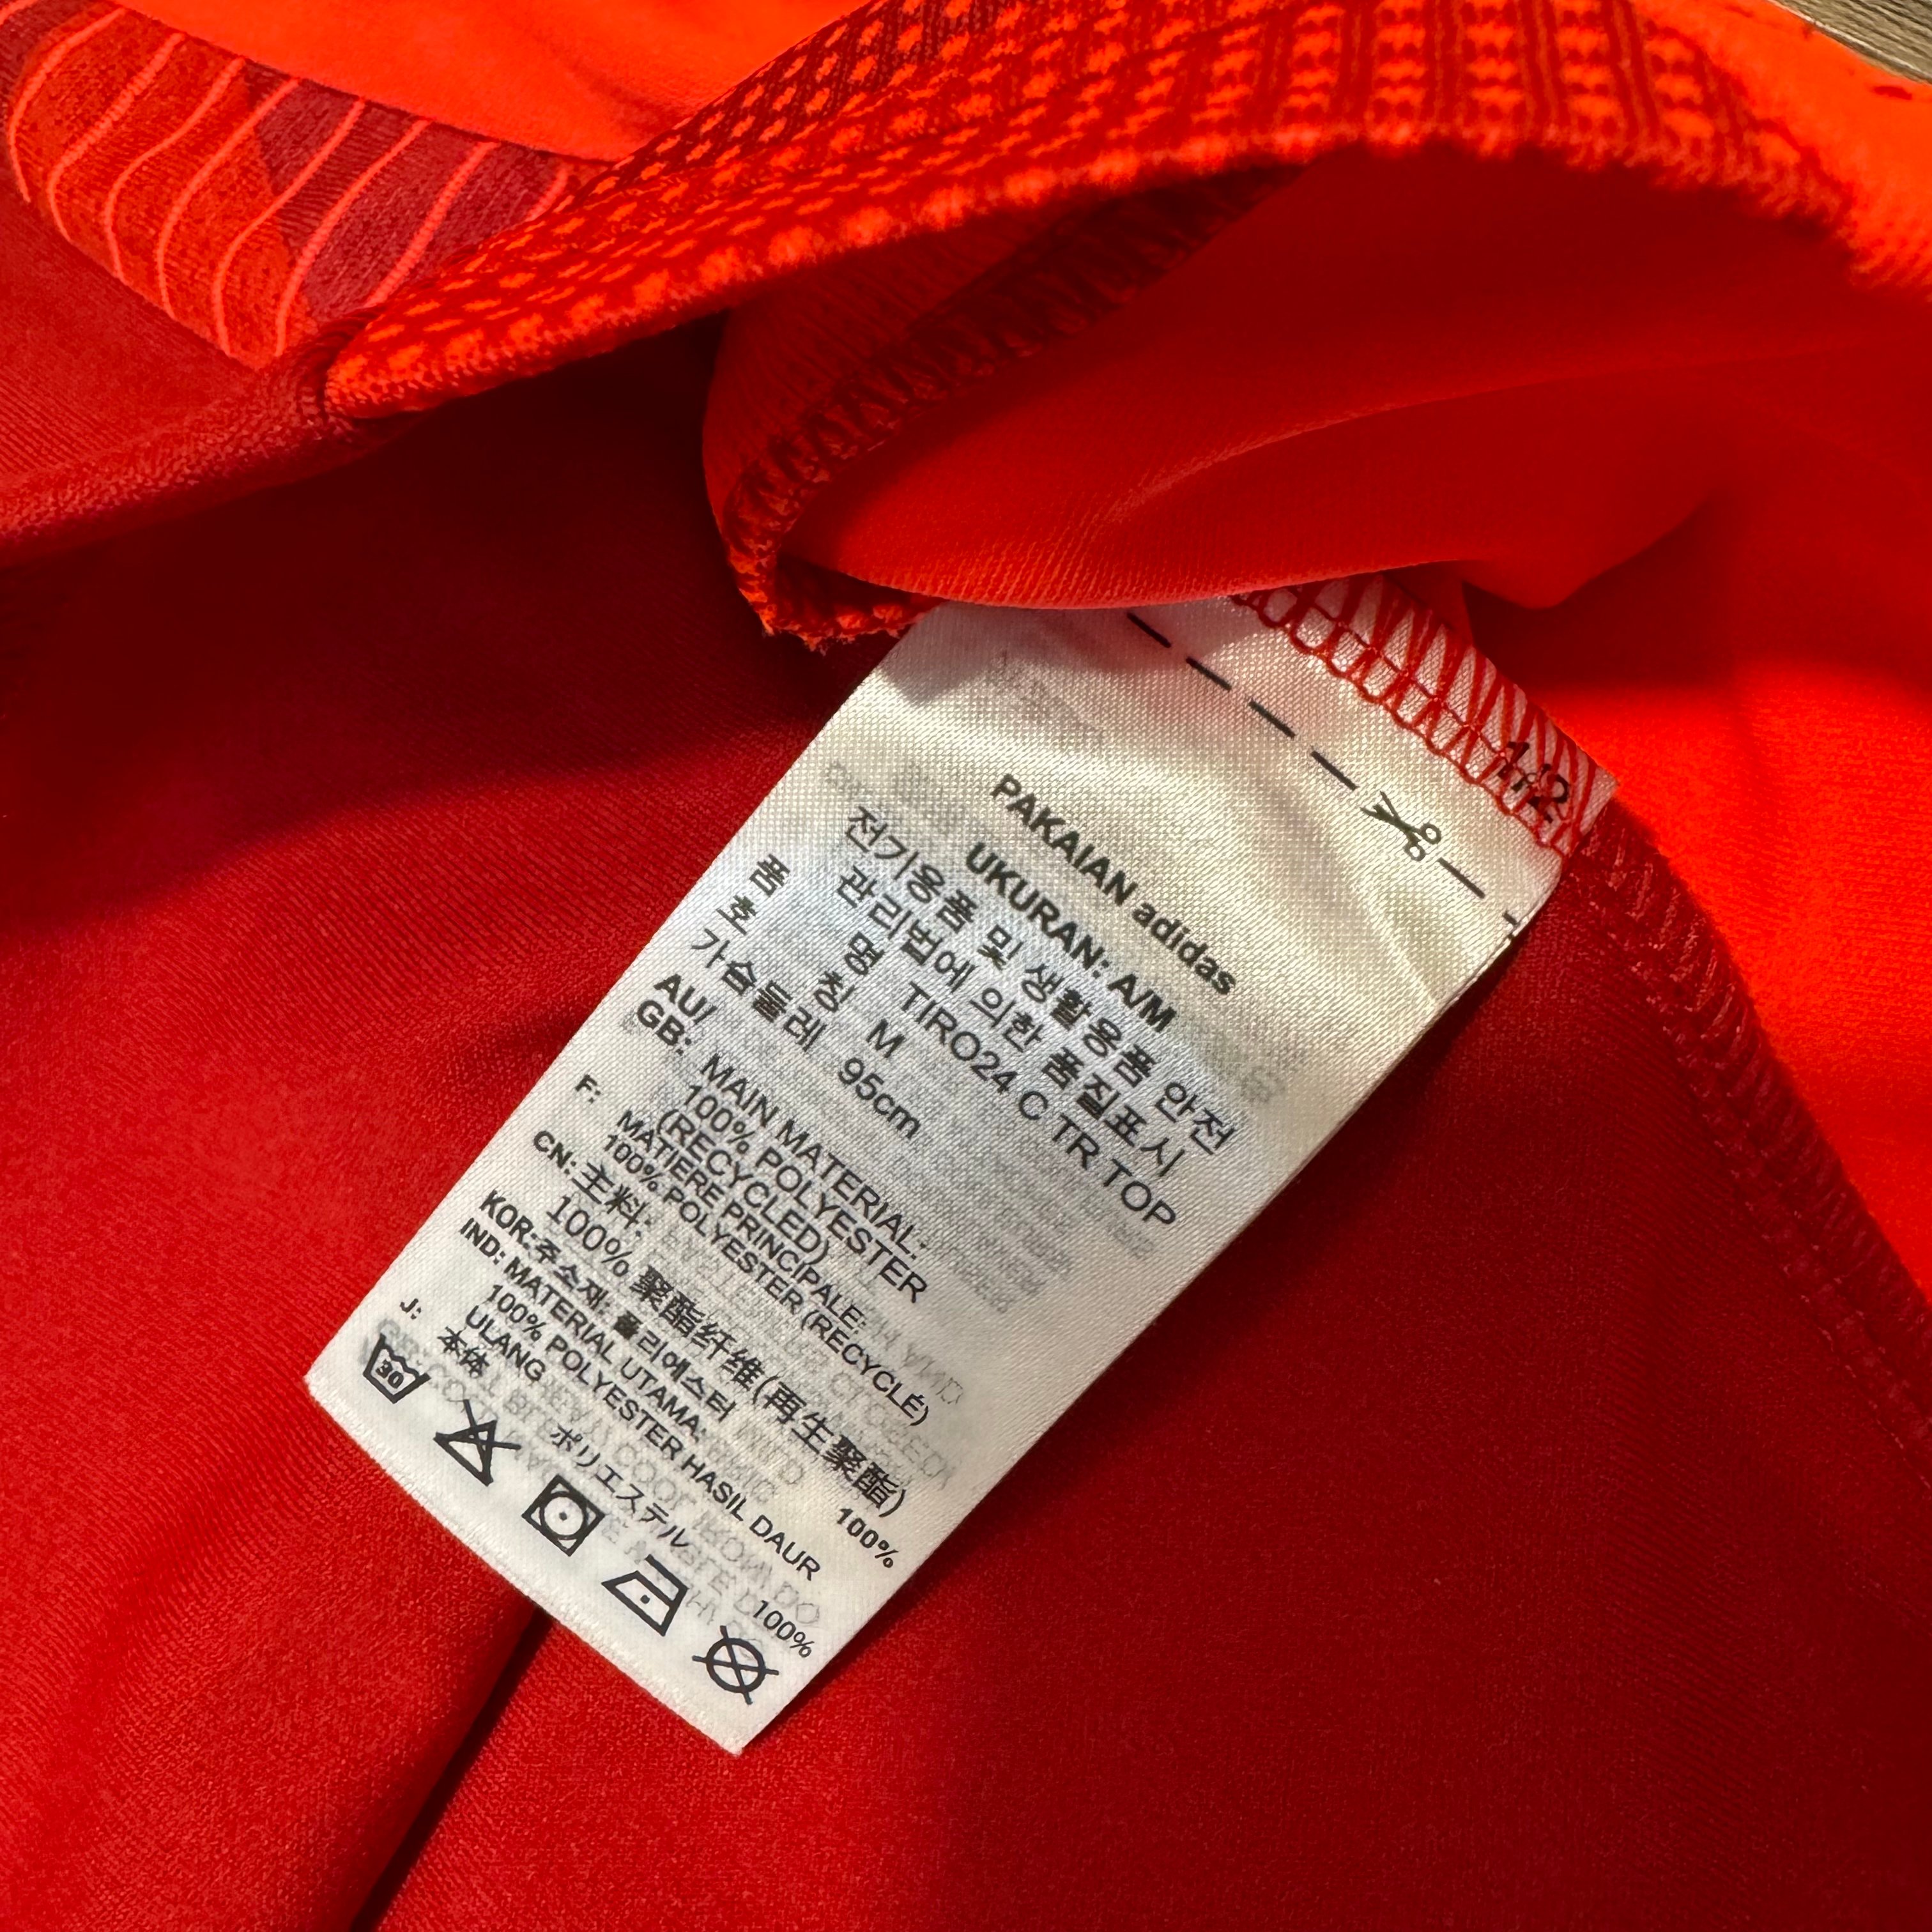 1/2
PAKAIAN adidas
UKURAN: A/M
전기용품 및 생활용품 안전
관리법에 의한 품질표시
품 명 TIRO24 C TR TOP
호 칭 M
가슴둘레 95cm
AU/
GB: MAIN MATERIAL:
100% POLYESTER
(RECYCLED)
F: MATIERE PRINCIPALE:
100% POLYESTER (RECYCLÉ)
CN: 主料:
100% 聚酯纤维(再生聚酯)
KOR: 주소재: 폴리에스터 100%
IND: MATERIAL UTAMA:
100% POLYESTER HASIL DAUR
ULANG
J: 本体
ポリエステル 100%
30